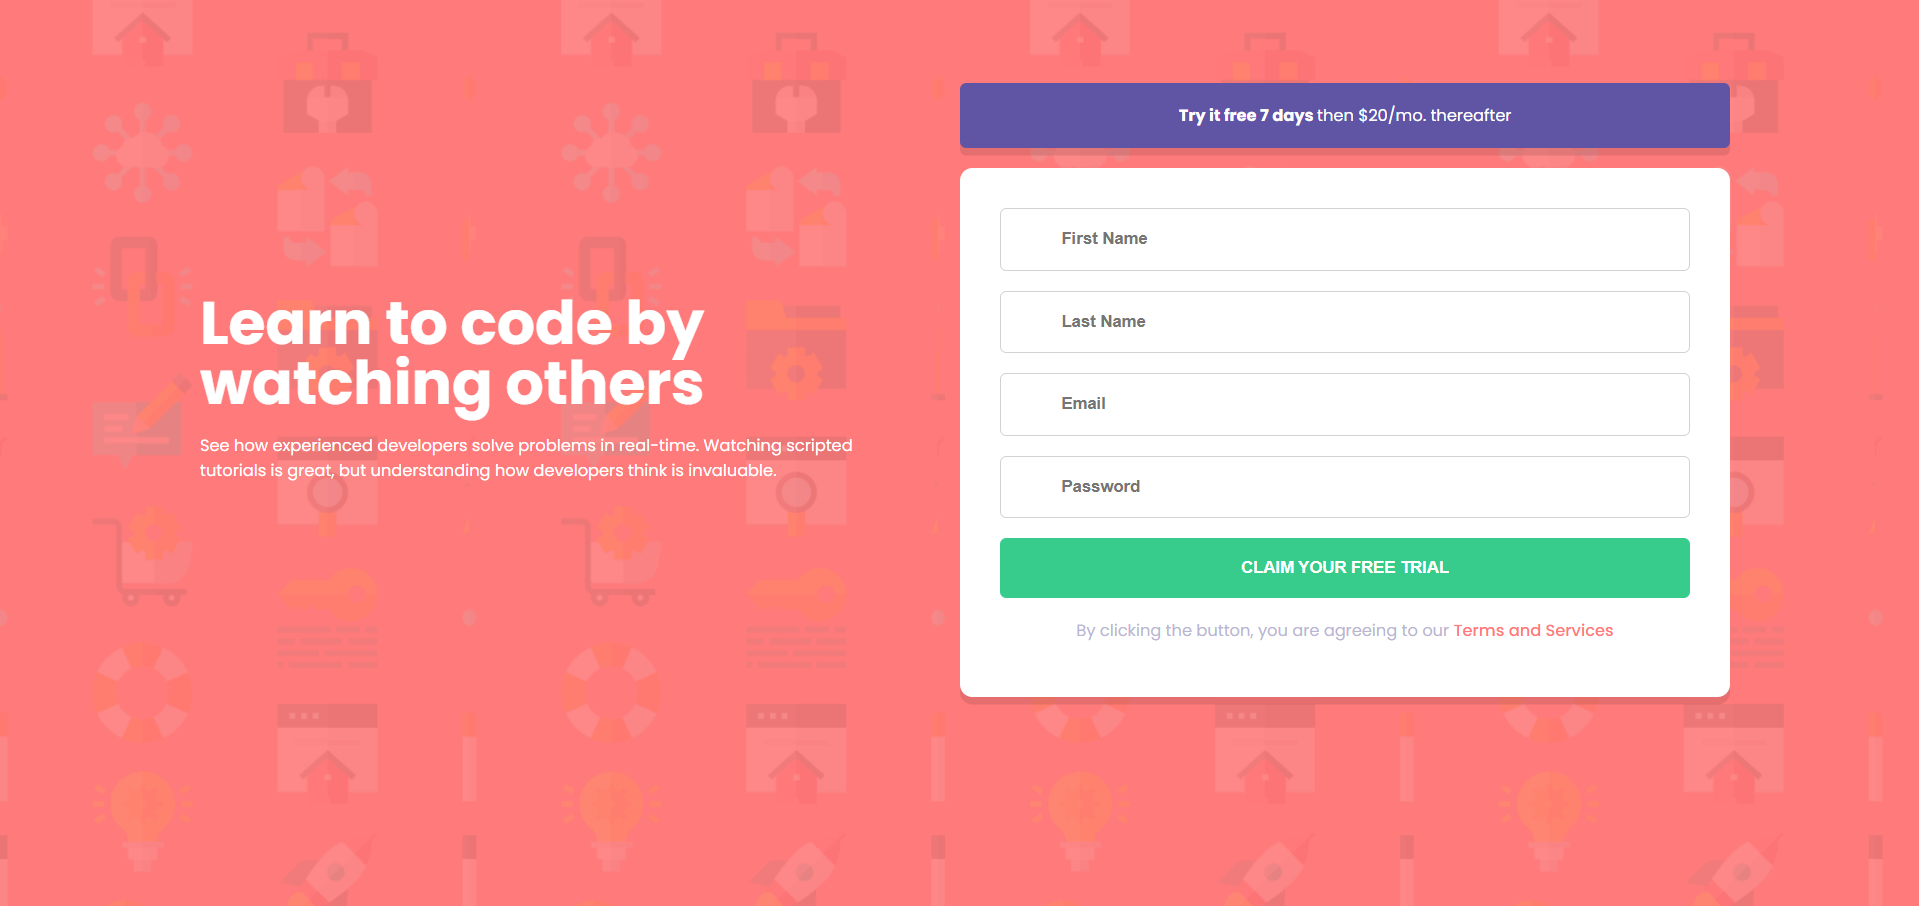 Learn to code by
watching others
See how experienced developers solve problems in real-time. Watching scripted
tutorials is great, but understanding how developers think is invaluable.
Try it free 7 days then $20/mo. thereafter
First Name
Last Name
Email
Password
CLAIM YOUR FREE TRIAL
By clicking the button, you are agreeing to our Terms and Services